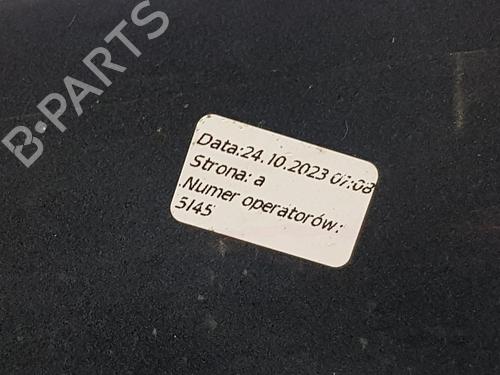 B-PARTS
Data:24.10.2023 07:08
Strona: a
Numer operatorów:
5145